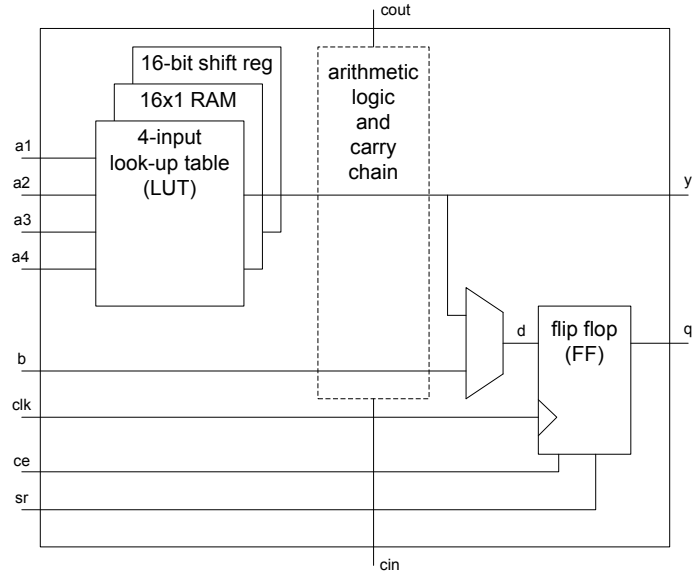 cout
16-bit shift reg
16x1 RAM
4-input
look-up table
(LUT)
arithmetic
logic
and
carry
chain
a1
a2
a3
a4
y
b
d
flip flop
(FF)
q
clk
ce
sr
cin